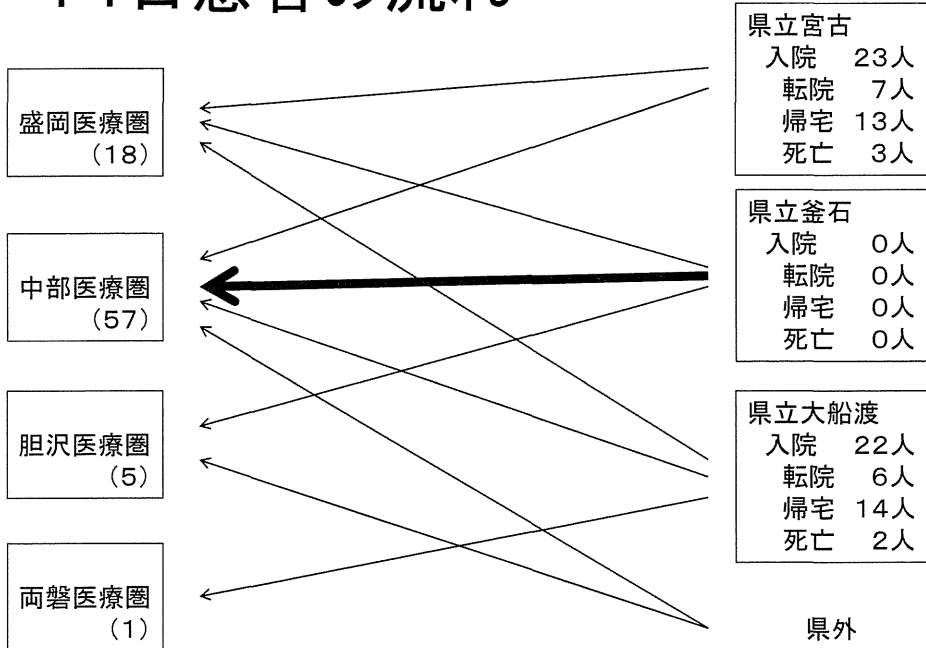 盛岡医療圏
(18)
中部医療圏
(57)
胆沢医療圏
(5)
両磐医療圏
(1)
県立宮古
入院 23人
転院 7人
帰宅 13人
死亡 3人
県立釜石
入院 0人
転院 0人
帰宅 0人
死亡 0人
県立大船渡
入院 22人
転院 6人
帰宅 14人
死亡 2人
県外